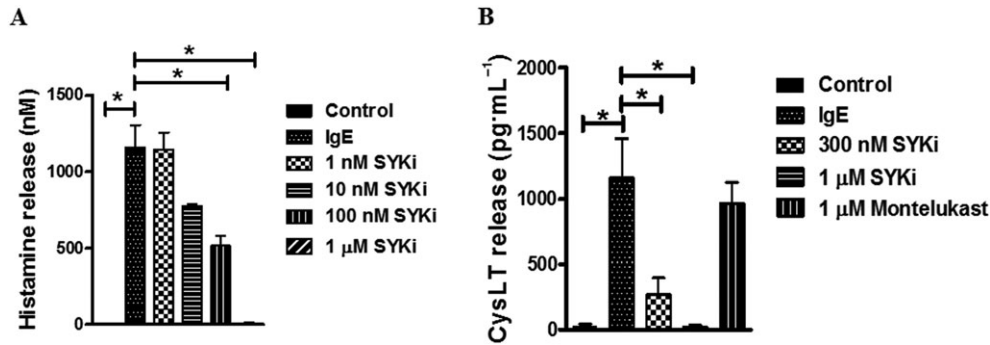 A
Histamine release (nM)
1500
1000
500
0
*
*
*
Control
IgE
1 nM SYKi
10 nM SYKi
100 nM SYKi
1 μM SYKi
B
CysLT release (pg·mL⁻¹)
2000
1500
1000
500
0
*
*
*
Control
IgE
300 nM SYKi
1 μM SYKi
1 μM Montelukast